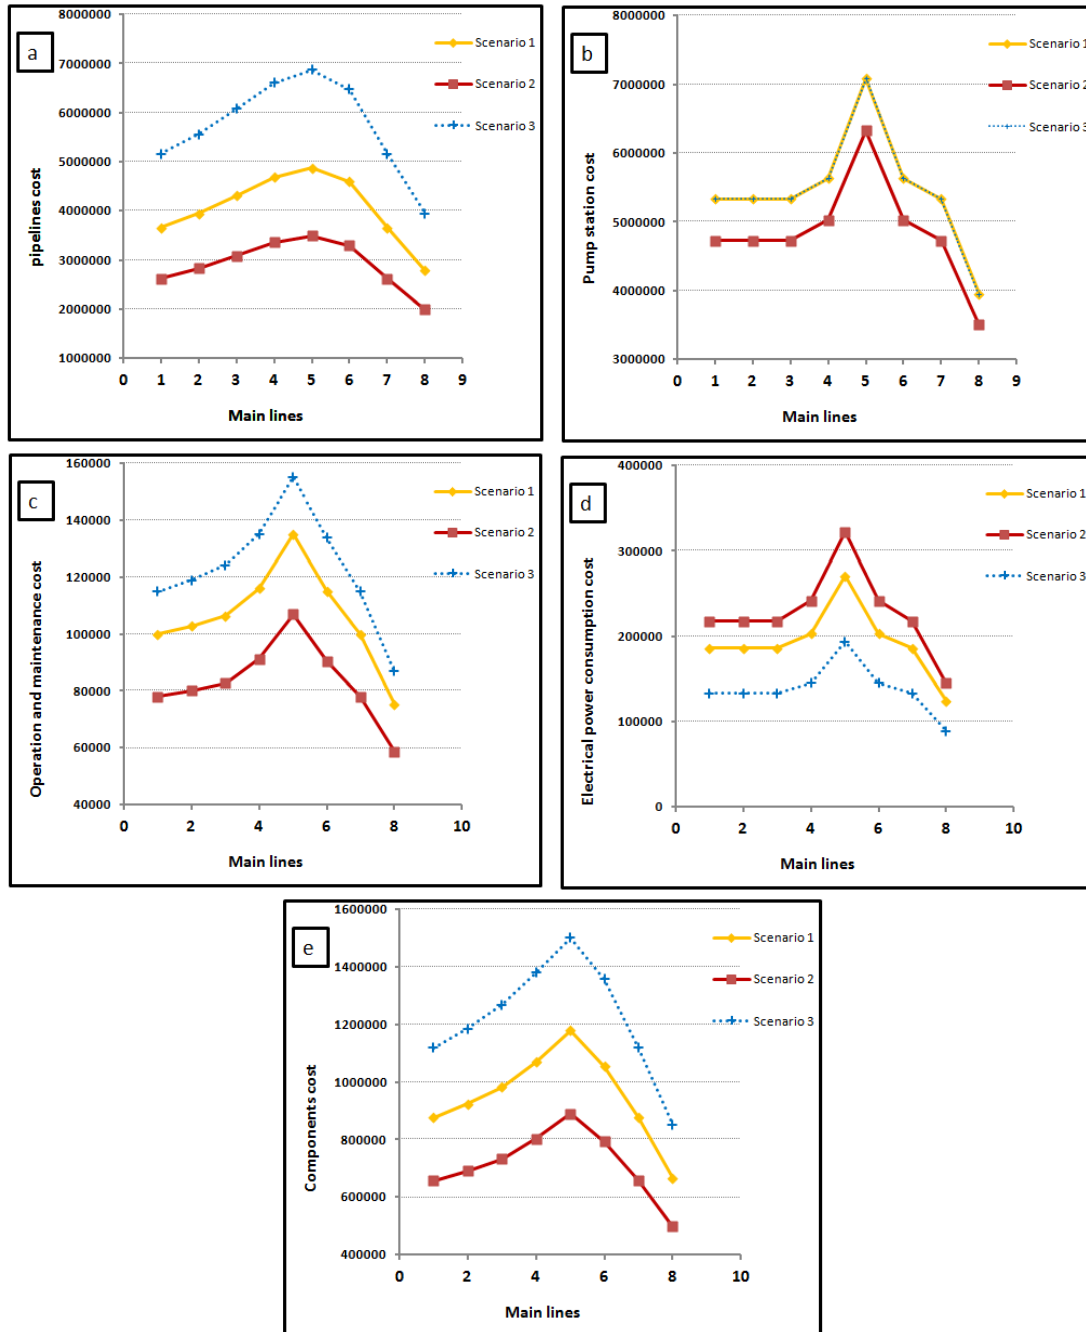 a
8000000
7000000
6000000
5000000
4000000
3000000
2000000
1000000
pipelines cost
0 1 2 3 4 5 6 7 8 9
Main lines
Scenario 1
Scenario 2
Scenario 3
b
8000000
7000000
6000000
5000000
4000000
3000000
Pump station cost
0 1 2 3 4 5 6 7 8 9
Main lines
Scenario 1
Scenario 2
Scenario 3
c
160000
140000
120000
100000
80000
60000
40000
Operation and maintenance cost
0 2 4 6 8 10
Main lines
Scenario 1
Scenario 2
Scenario 3
d
400000
300000
200000
100000
0
Electrical power consumption cost
0 2 4 6 8 10
Main lines
Scenario 1
Scenario 2
Scenario 3
e
1600000
1400000
1200000
1000000
800000
600000
400000
Components cost
0 2 4 6 8 10
Main lines
Scenario 1
Scenario 2
Scenario 3